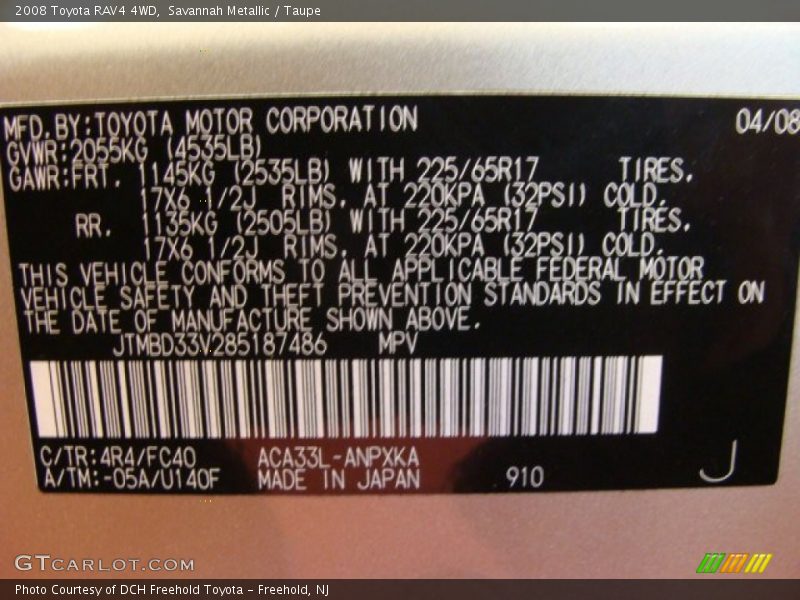 2008 Toyota RAV4 4WD, Savannah Metallic / Taupe
MFD.BY:TOYOTA MOTOR CORPORATION 04/08
GVWR:2055KG (4535LB)
GAWR:FRT. 1145KG (2535LB) WITH 225/65R17 TIRES,
17X6 1/2J RIMS, AT 220KPA (32PSI) COLD.
RR. 1135KG (2505LB) WITH 225/65R17 TIRES,
17X6 1/2J RIMS, AT 220KPA (32PSI) COLD.
THIS VEHICLE CONFORMS TO ALL APPLICABLE FEDERAL MOTOR
VEHICLE SAFETY AND THEFT PREVENTION STANDARDS IN EFFECT ON
THE DATE OF MANUFACTURE SHOWN ABOVE.
JTMBD33V285187486 MPV
C/TR:4R4/FC40 ACA33L-ANPXKA
A/TM:-05A/U140F MADE IN JAPAN 910 J
GTCARLOT.COM
Photo Courtesy of DCH Freehold Toyota - Freehold, NJ